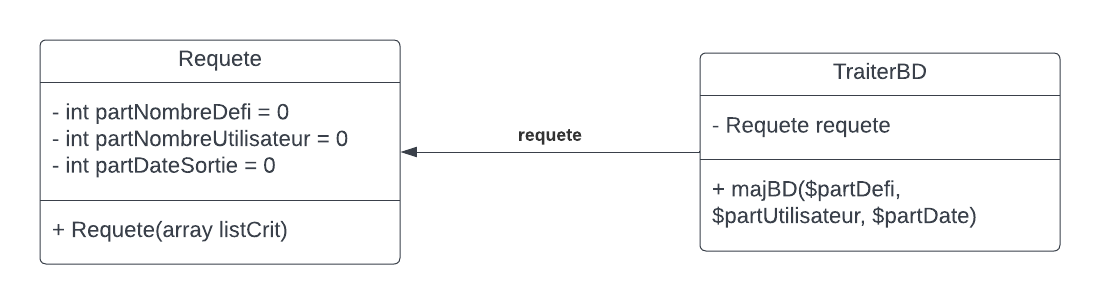 Requete
- int partNombreDefi = 0
- int partNombreUtilisateur = 0
- int partDateSortie = 0
+ Requete(array listCrit)
requete
TraiterBD
- Requete requete
+ majBD($partDefi,
$partUtilisateur, $partDate)